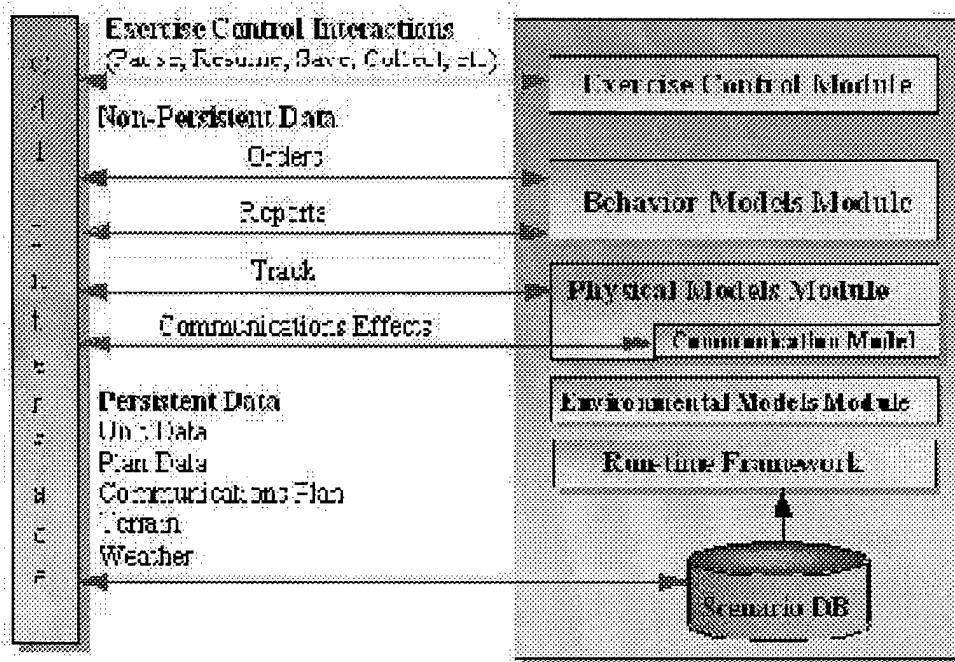 Exercise Control Interactions
(Pause, Resume, Save, Collect, etc.)
Exercise Control Module
Non-Persistent Data
Orders
Behavior Models Module
Reports
Track
Physical Models Module
Communications Effects
Communication Model
Persistent Data
Environmental Models Module
Unit Data
Plan Data
Run-time Framework
Communications Plan
Terrain
Weather
Scenario DB